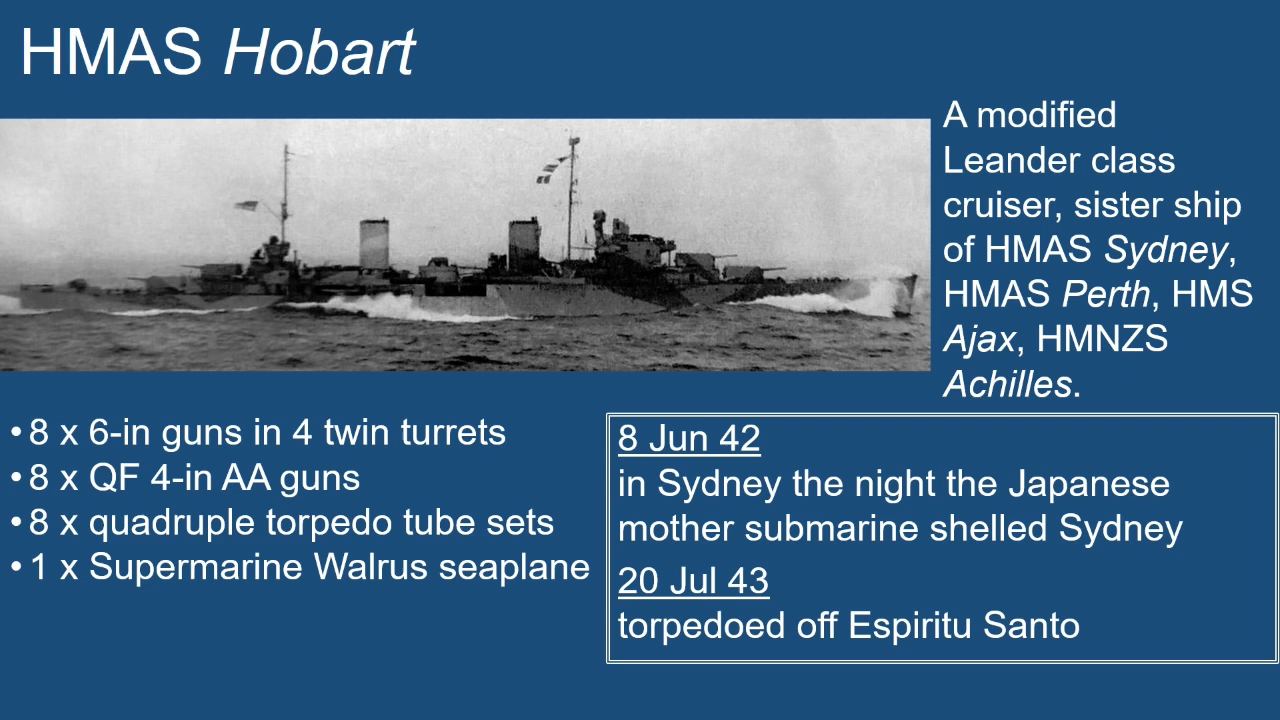 HMAS Hobart
A modified
Leander class
cruiser, sister ship
of HMAS Sydney,
HMAS Perth, HMS
Ajax, HMNZS
Achilles.
• 8 x 6-in guns in 4 twin turrets
• 8 x QF 4-in AA guns
• 8 x quadruple torpedo tube sets
• 1 x Supermarine Walrus seaplane
8 Jun 42
in Sydney the night the Japanese
mother submarine shelled Sydney
20 Jul 43
torpedoed off Espiritu Santo